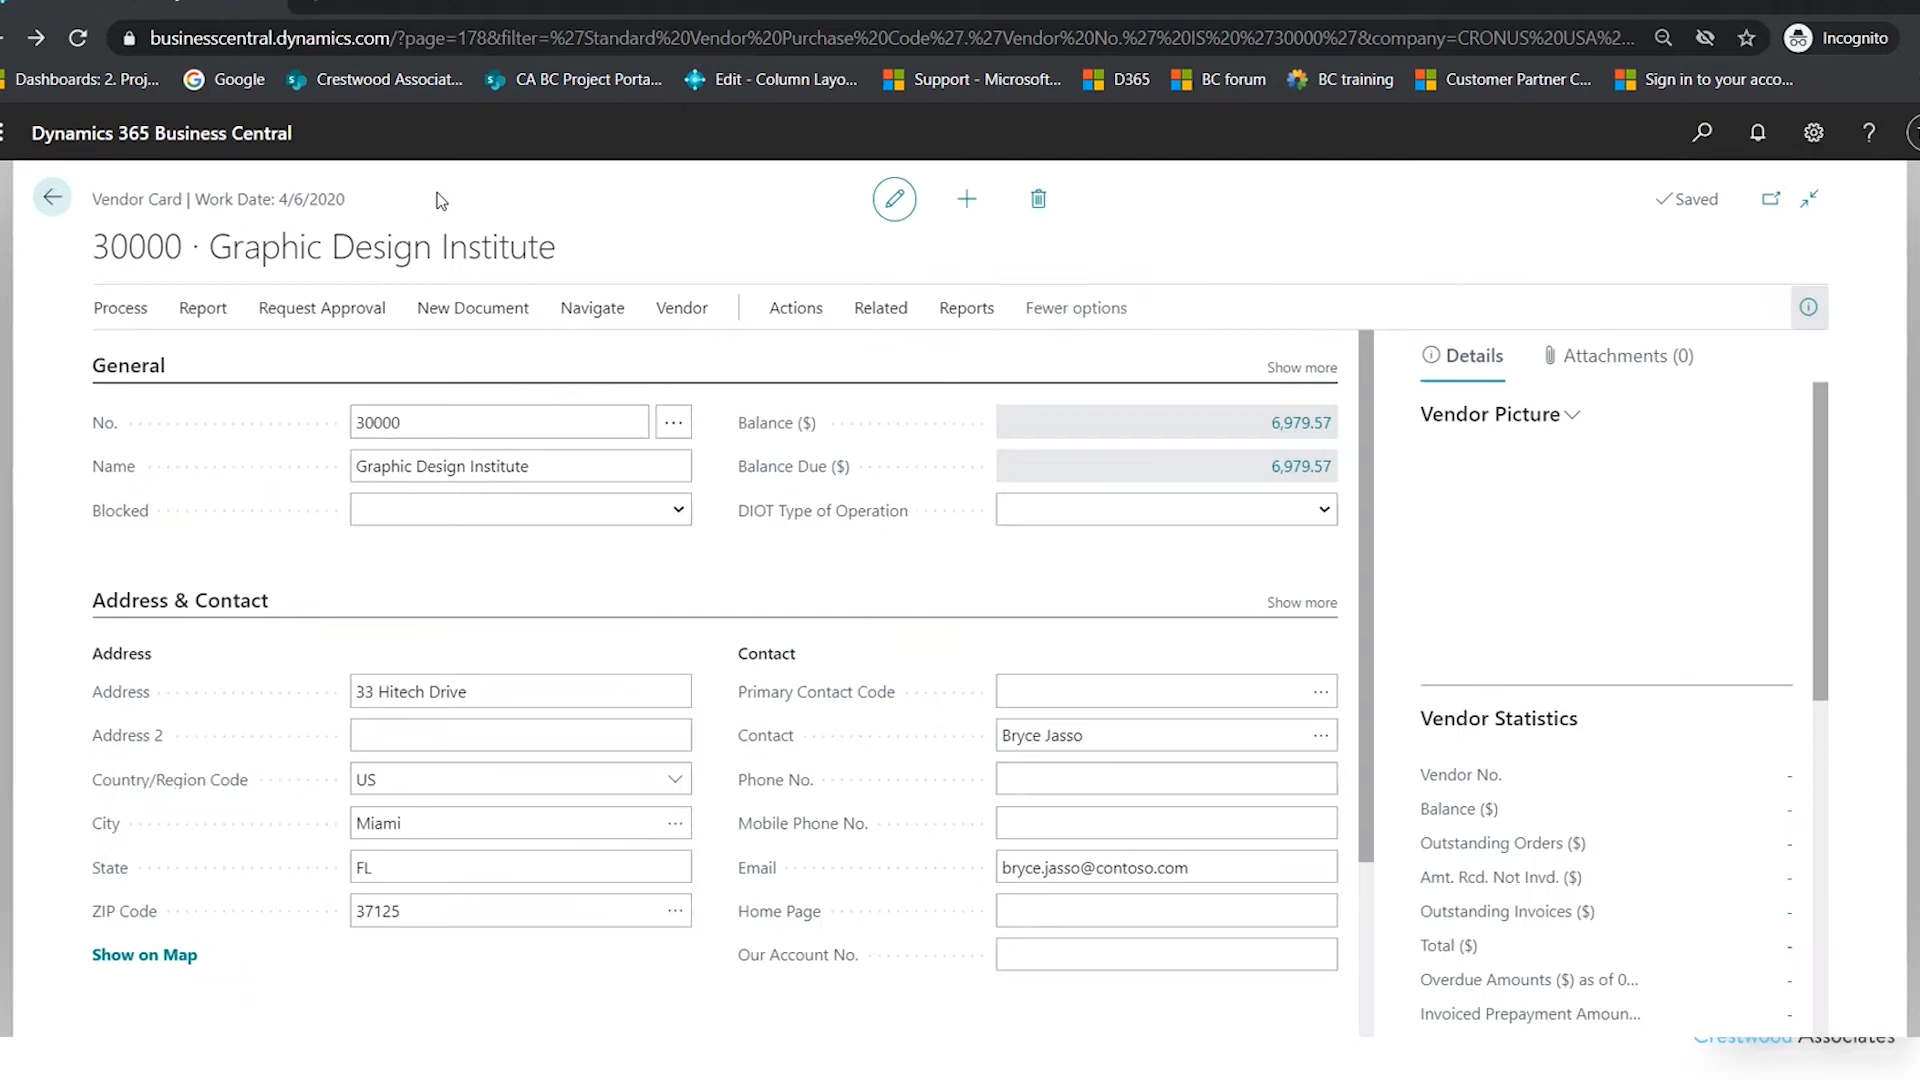 businesscentral.dynamics.com/?page=178&filter=%27Standard%20Vendor%20Purchase%20Code%27.%27Vendor%20No.%27%20IS%20%2730000%27&company=CRONUS%20USA%2...
Incognito
Dashboards: 2. Proj...
Google
Crestwood Associat...
CA BC Project Porta...
Edit - Column Layo...
Support - Microsoft...
D365
BC forum
BC training
Customer Partner C...
Sign in to your acco...
Dynamics 365 Business Central
Vendor Card | Work Date: 4/6/2020
Saved
30000 · Graphic Design Institute
Process Report Request Approval New Document Navigate Vendor Actions Related Reports Fewer options
General
Show more
No. 30000
Name Graphic Design Institute
Blocked
Balance ($) 6,979.57
Balance Due ($) 6,979.57
DIOT Type of Operation
Address & Contact
Show more
Address
Address 33 Hitech Drive
Address 2
Country/Region Code US
City Miami
State FL
ZIP Code 37125
Show on Map
Contact
Primary Contact Code
Contact Bryce Jasso
Phone No.
Mobile Phone No.
Email bryce.jasso@contoso.com
Home Page
Our Account No.
Details
Attachments (0)
Vendor Picture
Vendor Statistics
Vendor No. -
Balance ($) -
Outstanding Orders ($) -
Amt. Rcd. Not Invd. ($) -
Outstanding Invoices ($) -
Total ($) -
Overdue Amounts ($) as of 0... -
Invoiced Prepayment Amoun... -
Crestwood Associates